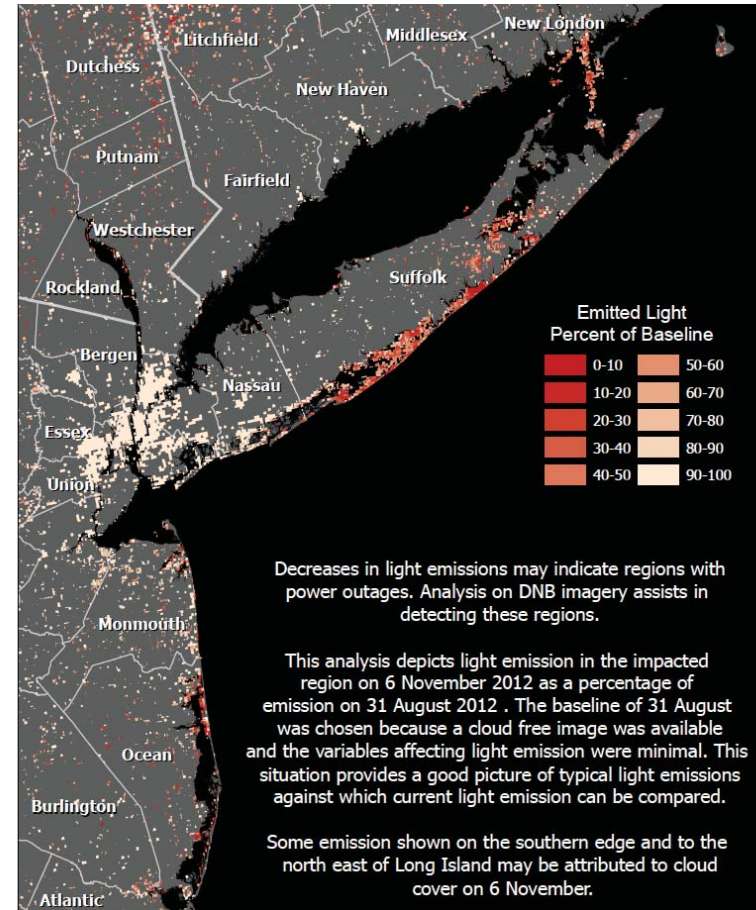 New London
Litchfield
Middlesex
Dutchess
New Haven
Putnam
Fairfield
Westchester
Suffolk
Rockland
Bergen
Nassau
Essex
Union
Emitted Light
Percent of Baseline
0-10 50-60
10-20 60-70
20-30 70-80
30-40 80-90
40-50 90-100
Monmouth
Ocean
Burlington
Atlantic
Decreases in light emissions may indicate regions with
power outages. Analysis on DNB imagery assists in
detecting these regions.
This analysis depicts light emission in the impacted
region on 6 November 2012 as a percentage of
emission on 31 August 2012 . The baseline of 31 August
was chosen because a cloud free image was available
and the variables affecting light emission were minimal. This
situation provides a good picture of typical light emissions
against which current light emission can be compared.
Some emission shown on the southern edge and to the
north east of Long Island may be attributed to cloud
cover on 6 November.